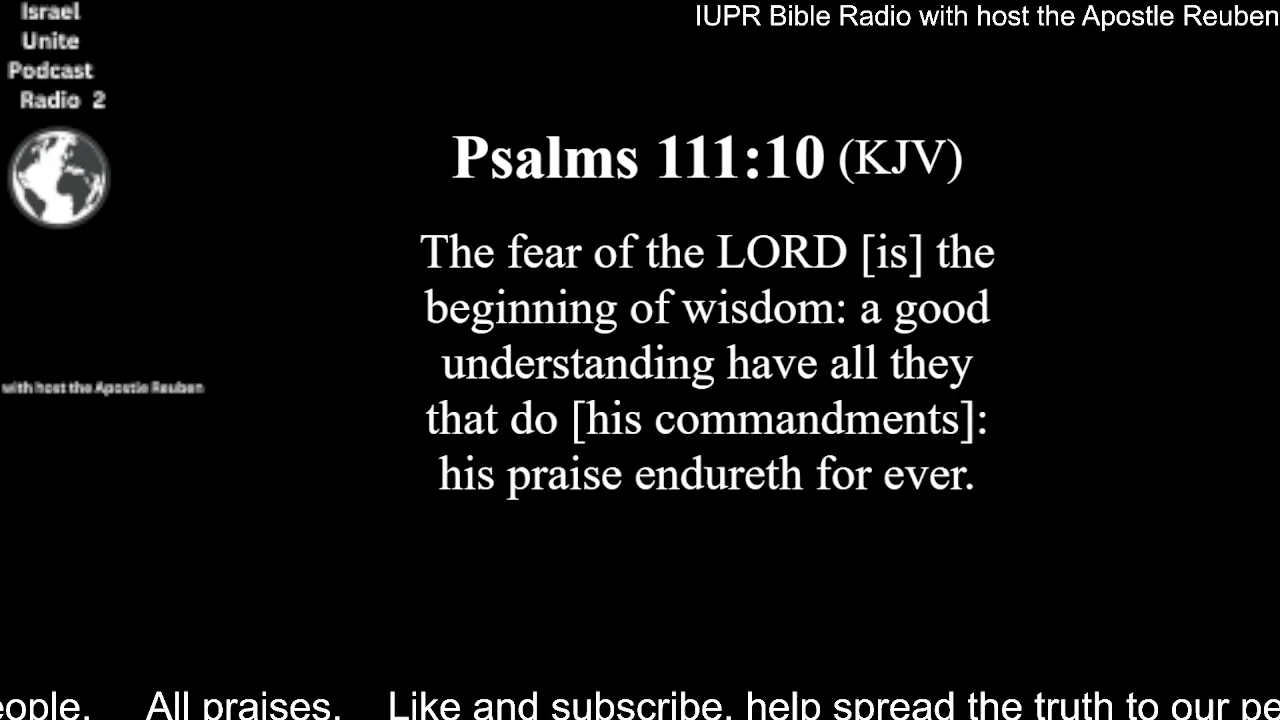 Israel
Unite
Podcast
Radio 2
IUPR Bible Radio with host the Apostle Reuben
Psalms 111:10 (KJV)
The fear of the LORD [is] the
beginning of wisdom: a good
understanding have all they
that do [his commandments]:
his praise endureth for ever.
with host the Apostle Reuben
eople. All praises. Like and subscribe, help spread the truth to our pe